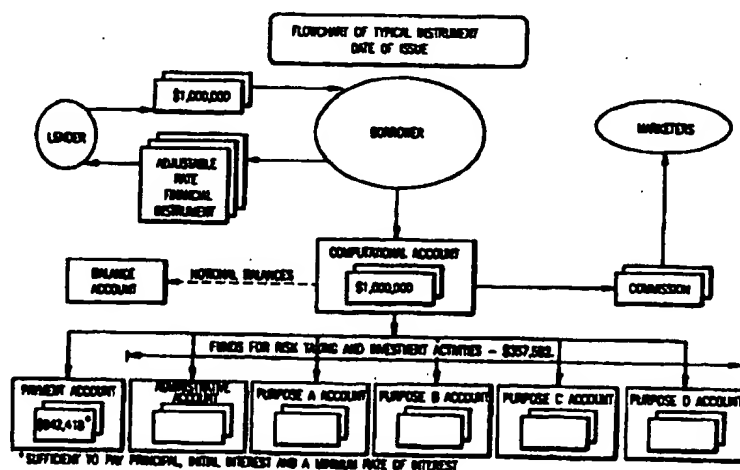 FLOWCHART OF TYPICAL INSTRUMENT
DATE OF ISSUE
$1,000,000
LENDER
BORROWER
MARKETERS
ADJUSTABLE
RATE
FINANCIAL
INSTRUMENT
COMPUTATIONAL ACCOUNT
BALANCE
ACCOUNT
NOTIONAL BALANCES
$1,000,000
COMMISSION
FUNDS FOR RISK TAKING AND INVESTMENT ACTIVITIES - $357,582
PAYMENT ACCOUNT
ADMINISTRATIVE
ACCOUNT
PURPOSE A ACCOUNT
PURPOSE B ACCOUNT
PURPOSE C ACCOUNT
PURPOSE D ACCOUNT
$642,418*
*SUFFICIENT TO PAY PRINCIPAL, INITIAL INTEREST AND A MINIMUM RATE OF INTEREST